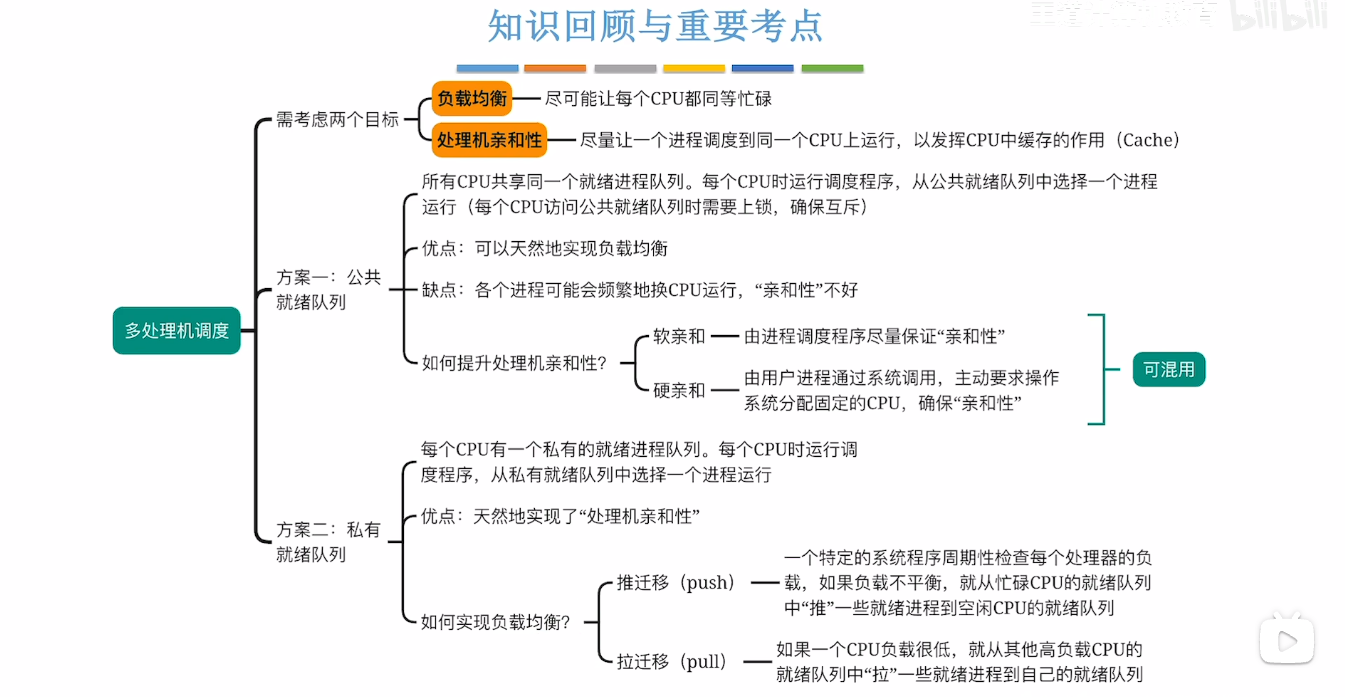 知识回顾与重要考点
bilibili
负载均衡
尽可能让每个CPU都同等忙碌
需考虑两个目标
处理机亲和性
尽量让一个进程调度到同一个CPU上运行，以发挥CPU中缓存的作用（Cache）
所有CPU共享同一个就绪进程队列。每个CPU时运行调度程序，从公共就绪队列中选择一个进程
运行（每个CPU访问公共就绪队列时需要上锁，确保互斥）
优点：可以天然地实现负载均衡
方案一：公共
就绪队列
缺点：各个进程可能会频繁地换CPU运行，“亲和性”不好
多处理机调度
如何提升处理机亲和性？
软亲和
由进程调度程序尽量保证“亲和性”
硬亲和
由用户进程通过系统调用，主动要求操作
系统分配固定的CPU，确保“亲和性”
可混用
每个CPU有一个私有的就绪进程队列。每个CPU时运行调
度程序，从私有就绪队列中选择一个进程运行
方案二：私有
就绪队列
优点：天然地实现了“处理机亲和性”
如何实现负载均衡？
推迁移（push）
一个特定的系统程序周期性检查每个处理器的负
载，如果负载不平衡，就从忙碌CPU的就绪队列
中“推”一些就绪进程到空闲CPU的就绪队列
拉迁移（pull）
如果一个CPU负载很低，就从其他高负载CPU的
就绪队列中“拉”一些就绪进程到自己的就绪队列